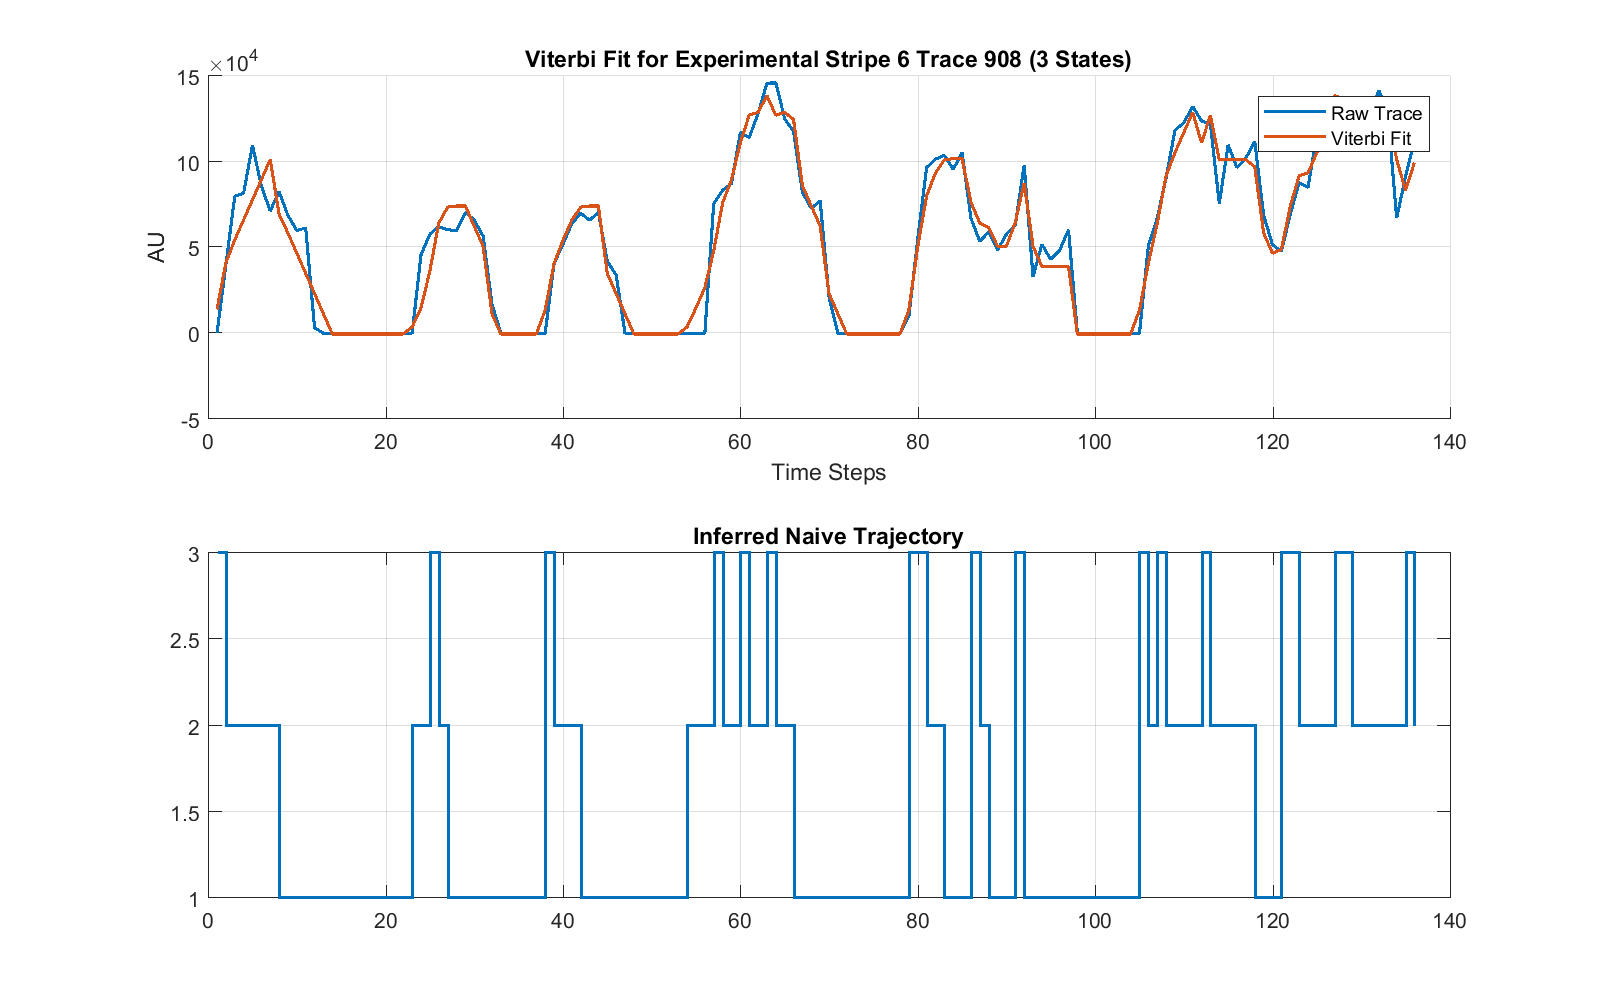 Viterbi Fit for Experimental Stripe 6 Trace 908 (3 States)
×10⁴
15
10
5
0
-5
AU
Raw Trace
Viterbi Fit
0 20 40 60 80 100 120 140
Time Steps
Inferred Naive Trajectory
3
2.5
2
1.5
1
0 20 40 60 80 100 120 140